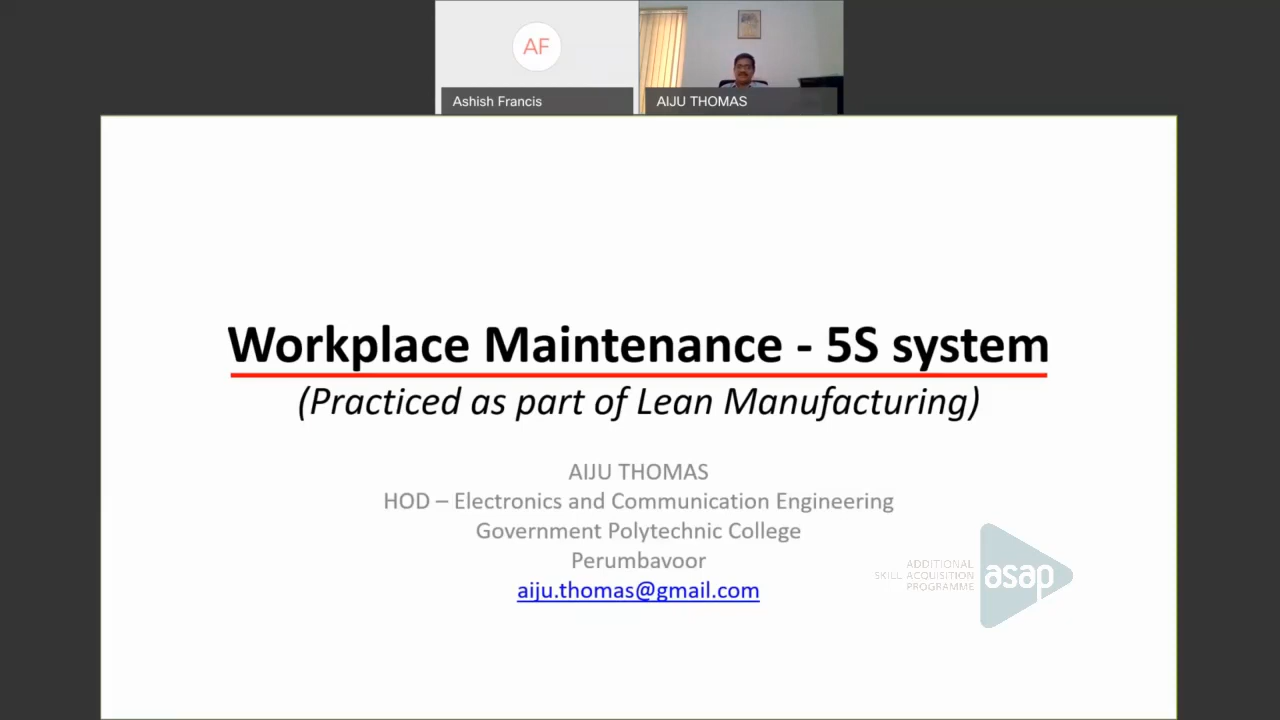 AF
Ashish Francis
AIJU THOMAS
Workplace Maintenance - 5S system
(Practiced as part of Lean Manufacturing)
AIJU THOMAS
HOD – Electronics and Communication Engineering
Government Polytechnic College
Perumbavoor
aiju.thomas@gmail.com
ADDITIONAL
SKILL ACQUISITION
PROGRAMME
asap